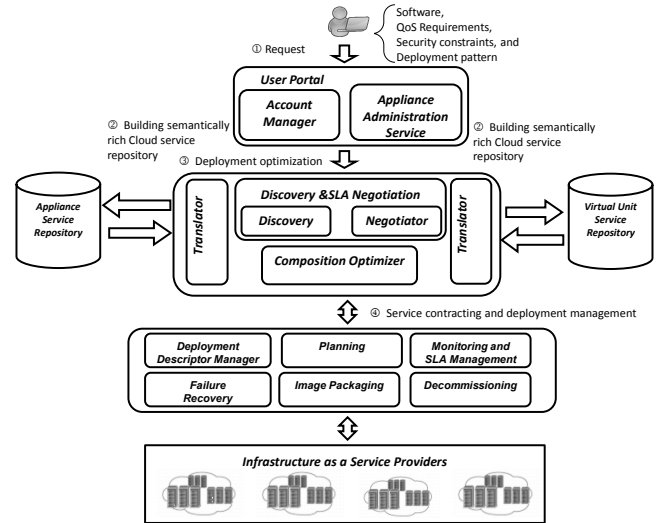 Software,
QoS Requirements,
Security constraints, and
Deployment pattern
① Request
User Portal
Account
Manager
Appliance
Administration
Service
② Building semantically
rich Cloud service
repository
② Building semantically
rich Cloud service
repository
③ Deployment optimization
Appliance
Service
Repository
Translator
Discovery &SLA Negotiation
Discovery
Negotiator
Composition Optimizer
Translator
Virtual Unit
Service
Repository
④ Service contracting and deployment management
Deployment
Descriptor Manager
Planning
Monitoring and
SLA Management
Failure
Recovery
Image Packaging
Decommissioning
Infrastructure as a Service Providers